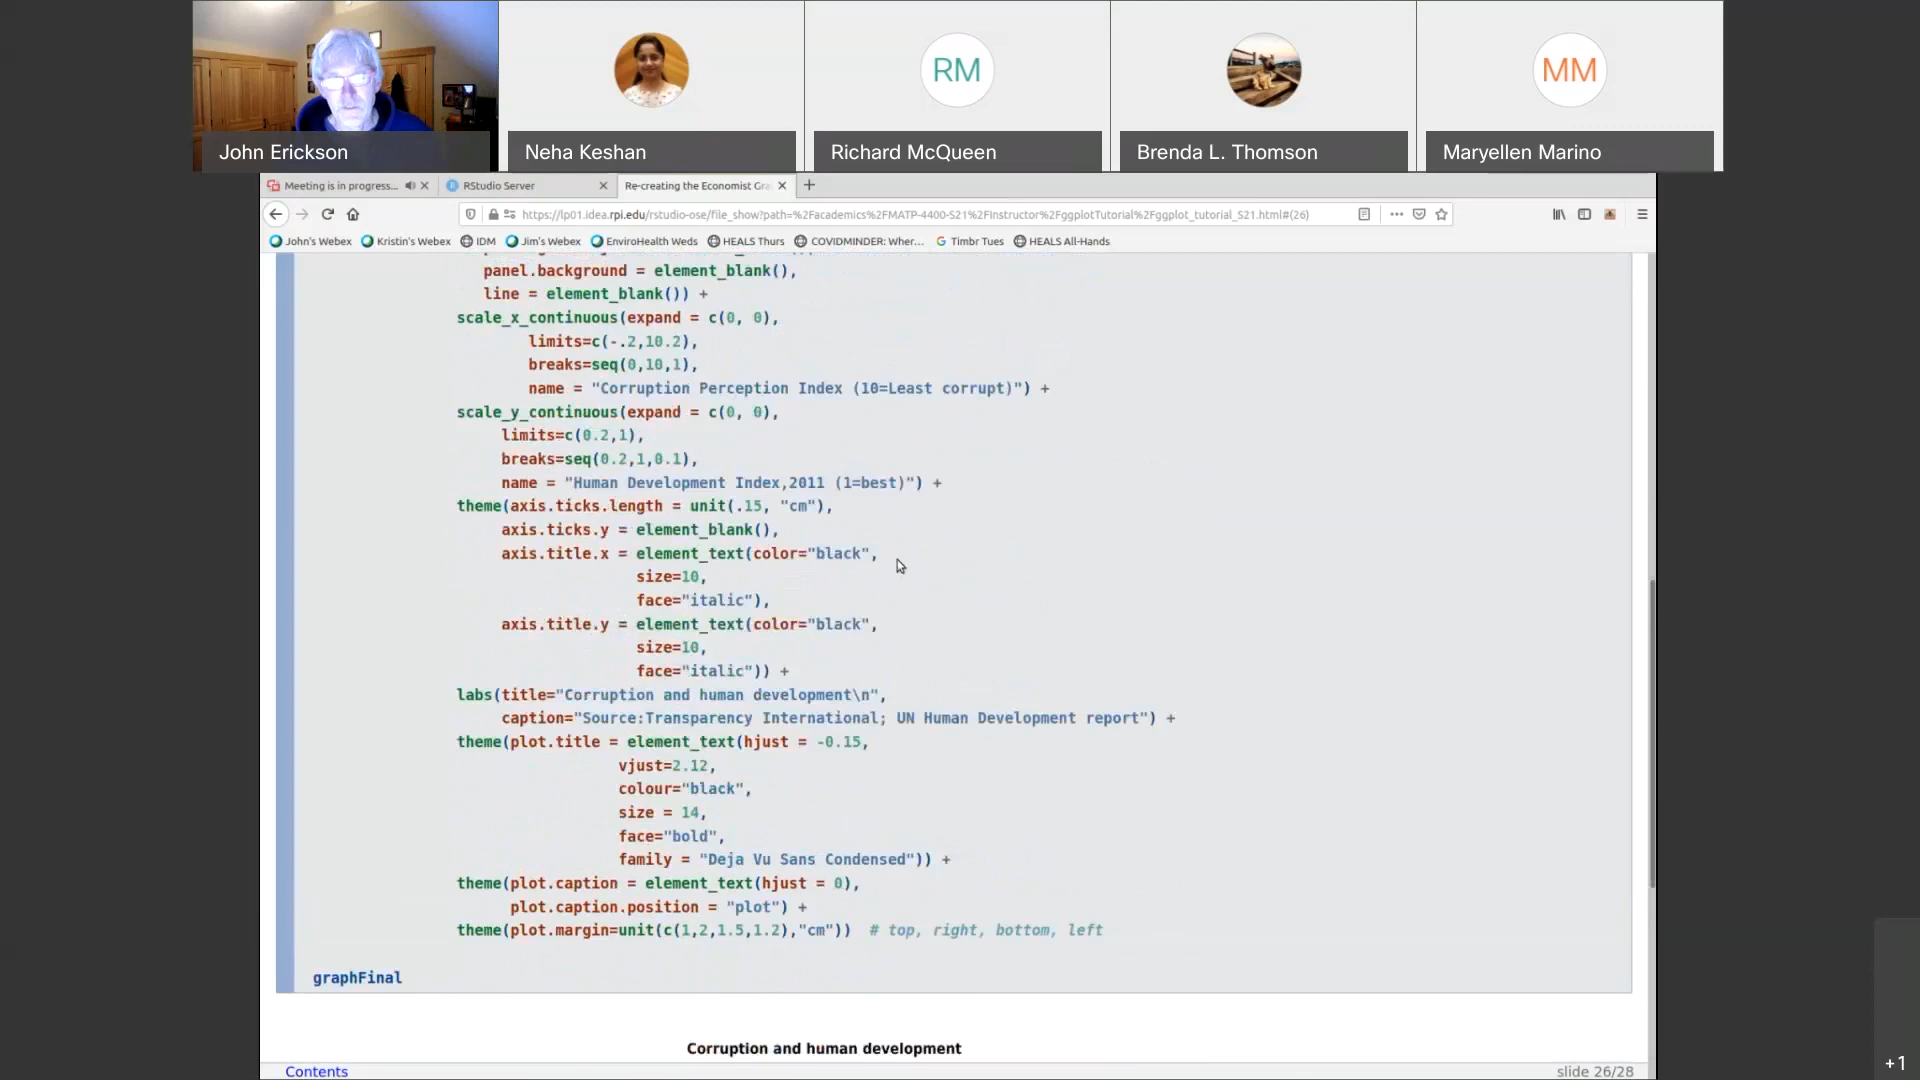 RM
MM
John Erickson
Neha Keshan
Richard McQueen
Brenda L. Thomson
Maryellen Marino
Meeting is in progress...
RStudio Server
Re-creating the Economist Gra
https://lp01.idea.rpi.edu/rstudio-ose/file_show?path=%2Facademics%2FMATP-4400-S21%2FInstructor%2FggplotTutorial%2Fggplot_tutorial_S21.html#(26)
John's Webex
Kristin's Webex
IDM
Jim's Webex
EnviroHealth Weds
HEALS Thurs
COVIDMINDER: Wher...
Timbr Tues
HEALS All-Hands
panel.background = element_blank(),
line = element_blank()) +
scale_x_continuous(expand = c(0, 0),
limits=c(-.2,10.2),
breaks=seq(0,10,1),
name = "Corruption Perception Index (10=Least corrupt)") +
scale_y_continuous(expand = c(0, 0),
limits=c(0.2,1),
breaks=seq(0.2,1,0.1),
name = "Human Development Index,2011 (1=best)") +
theme(axis.ticks.length = unit(.15, "cm"),
axis.ticks.y = element_blank(),
axis.title.x = element_text(color="black",
size=10,
face="italic"),
axis.title.y = element_text(color="black",
size=10,
face="italic")) +
labs(title="Corruption and human development\n",
caption="Source:Transparency International; UN Human Development report") +
theme(plot.title = element_text(hjust = -0.15,
vjust=2.12,
colour="black",
size = 14,
face="bold",
family = "Deja Vu Sans Condensed")) +
theme(plot.caption = element_text(hjust = 0),
plot.caption.position = "plot") +
theme(plot.margin=unit(c(1,2,1.5,1.2),"cm")) # top, right, bottom, left
graphFinal
Corruption and human development
Contents
slide 26/28
+1